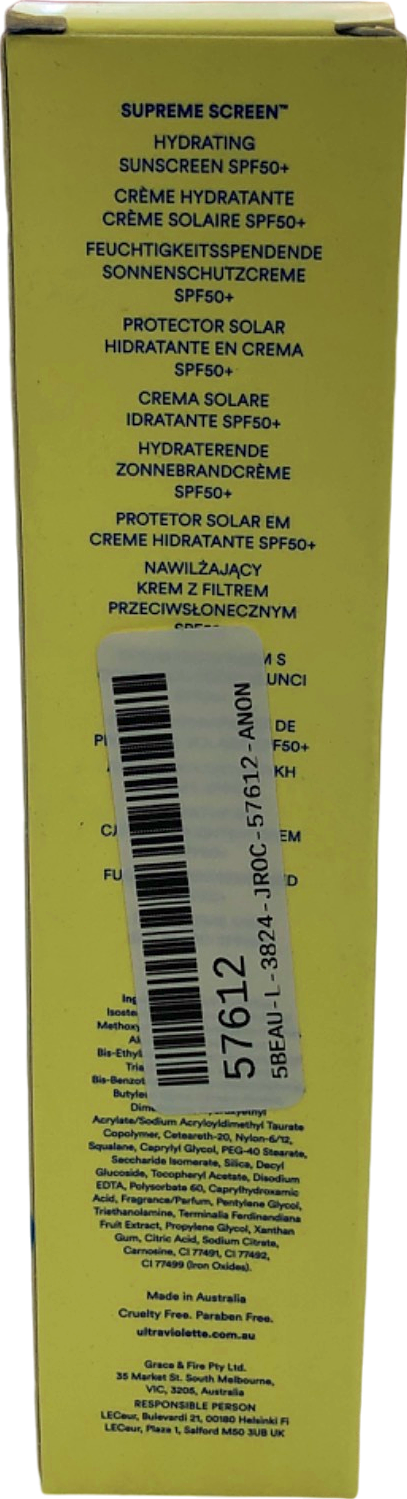 SUPREME SCREEN™
HYDRATING
SUNSCREEN SPF50+
CRÈME HYDRATANTE
CRÈME SOLAIRE SPF50+
FEUCHTIGKEITSSPENDENDE
SONNENSCHUTZCREME
SPF50+
PROTECTOR SOLAR
HIDRATANTE EN CREMA
SPF50+
CREMA SOLARE
IDRATANTE SPF50+
HYDRATERENDE
ZONNEBRANDCRÈME
SPF50+
PROTETOR SOLAR EM
CREME HIDRATANTE SPF50+
NAWILŻAJĄCY
KREM Z FILTREM
PRZECIWSŁONECZNYM
57612
5BEAU-L-3824-JROC-57612-ANON
Acrylate/Sodium Acryloyldimethyl Taurate
Copolymer, Ceteareth-20, Nylon-6/12,
Squalane, Caprylyl Glycol, PEG-40 Stearate,
Saccharide Isomerate, Silica, Decyl
Glucoside, Tocopheryl Acetate, Disodium
EDTA, Polysorbate 60, Caprylhydroxamic
Acid, Fragrance/Parfum, Pentylene Glycol,
Triethanolamine, Terminalia Ferdinandiana
Fruit Extract, Propylene Glycol, Xanthan
Gum, Citric Acid, Sodium Citrate,
Carnosine, CI 77491, CI 77492,
CI 77499 (Iron Oxides).
Made in Australia
Cruelty Free. Paraben Free.
ultraviolette.com.au
Grace & Fire Pty Ltd.
35 Market St. South Melbourne,
VIC, 3205, Australia
RESPONSIBLE PERSON
LECeur, Bulevardi 21, 00180 Helsinki Fi
LECeur, Plaza 1, Salford M50 3UB UK